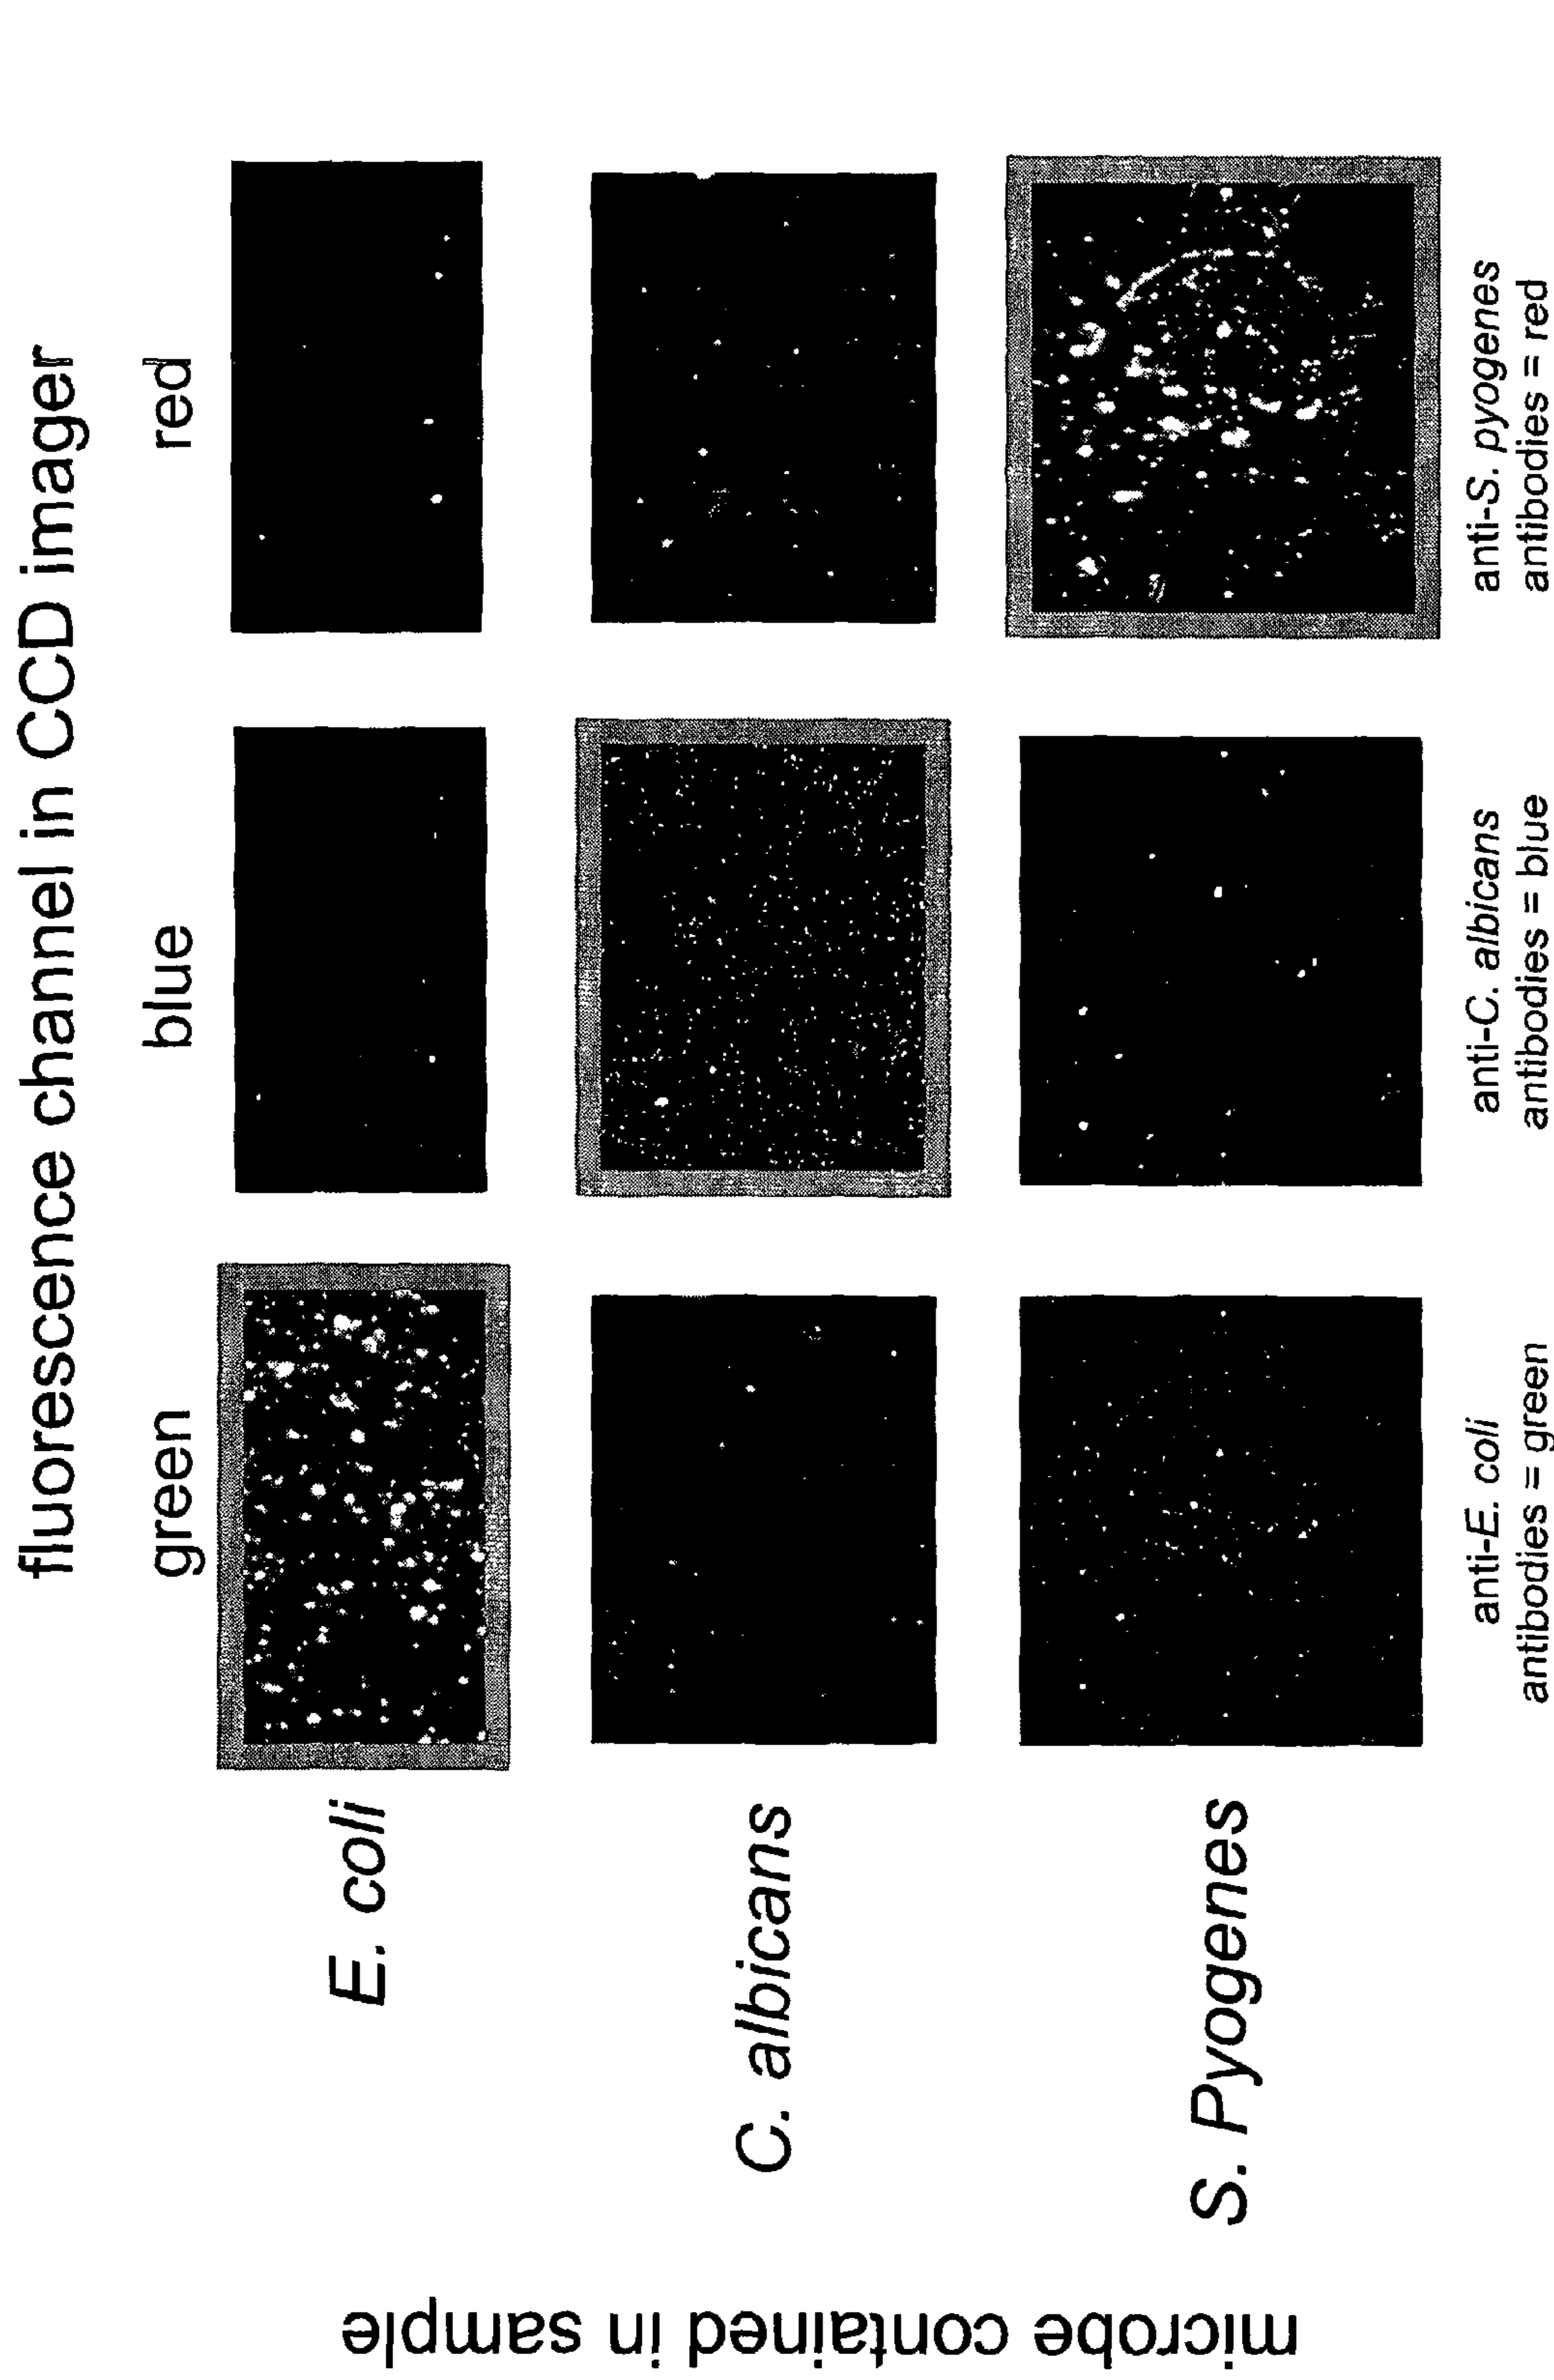 fluorescence channel in CCD imager
green
blue
red
E. coli
C. albicans
S. Pyogenes
microbe contained in sample
anti-E. coli
antibodies = green
anti-C. albicans
antibodies = blue
anti-S. pyogenes
antibodies = red